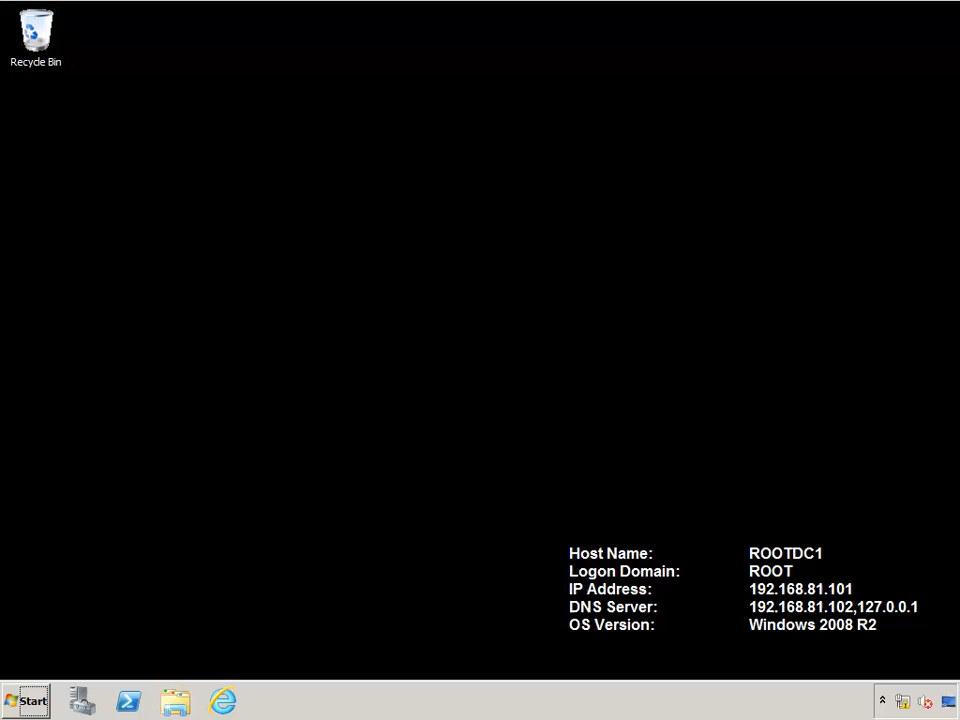 Recycle Bin
Host Name: ROOTDC1
Logon Domain: ROOT
IP Address: 192.168.81.101
DNS Server: 192.168.81.102,127.0.0.1
OS Version: Windows 2008 R2
Start